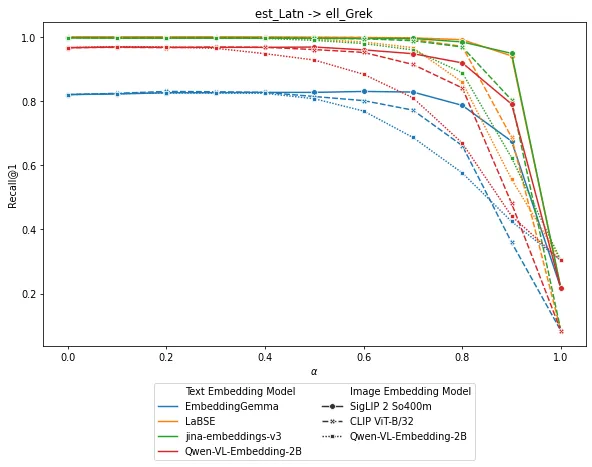 est_Latn -> ell_Grek
Recall@1
1.0
0.8
0.6
0.4
0.2
0.0 0.2 0.4 0.6 0.8 1.0
α
Text Embedding Model
EmbeddingGemma
LaBSE
jina-embeddings-v3
Qwen-VL-Embedding-2B
Image Embedding Model
SigLIP 2 So400m
CLIP ViT-B/32
Qwen-VL-Embedding-2B